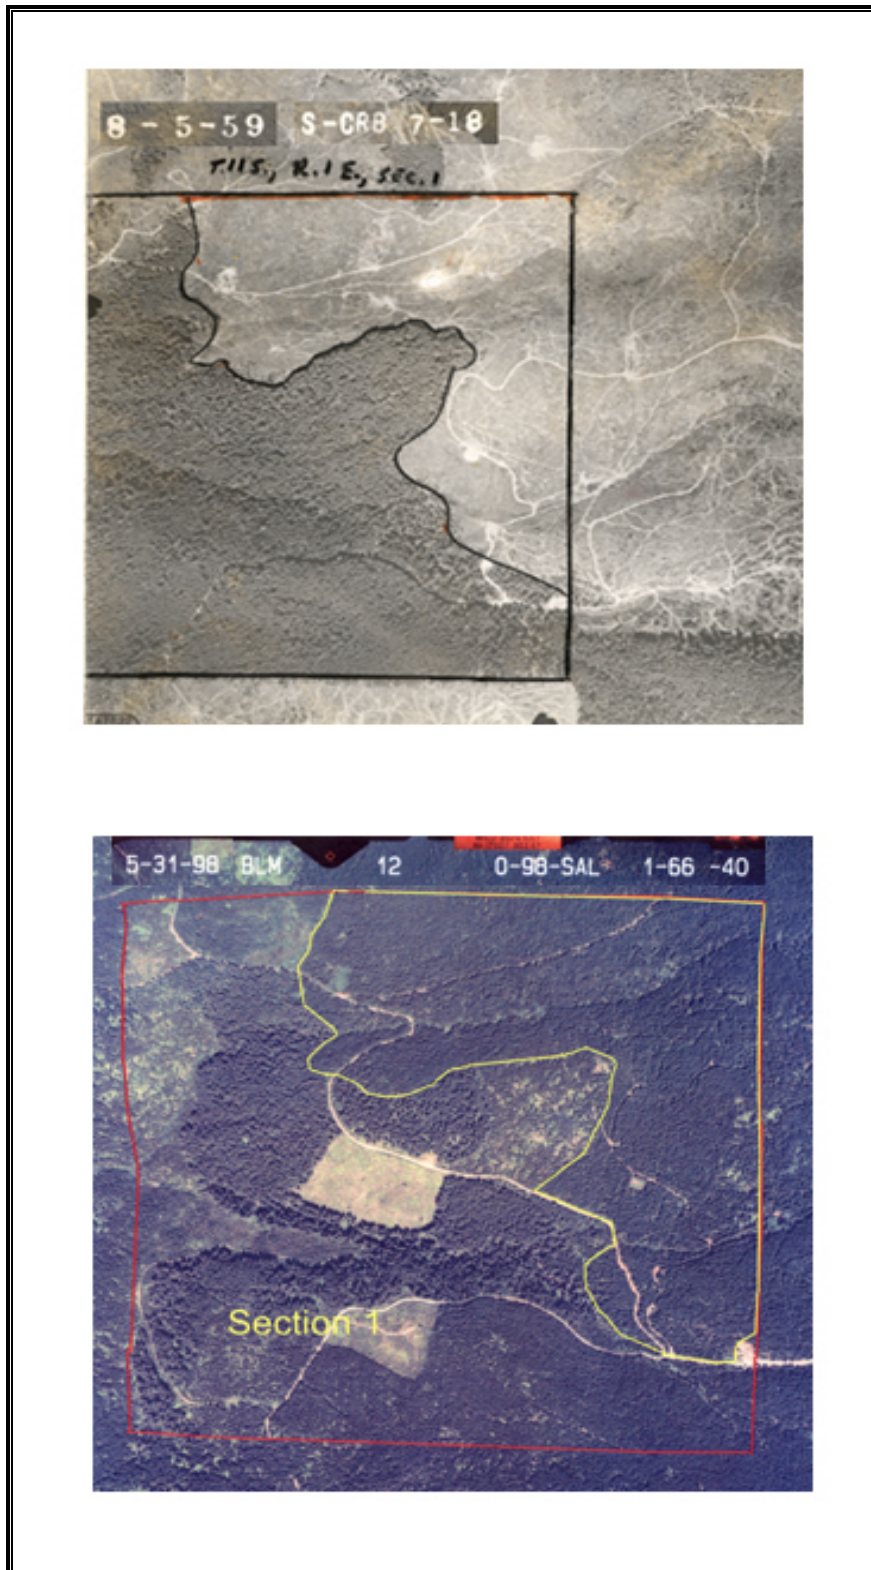 8 - 5-59 S-CRB 7-18
T.11S., R.1E., SEC.1
5-31-98 BLM 12 0-98-SAL 1-66 -40
Section 1